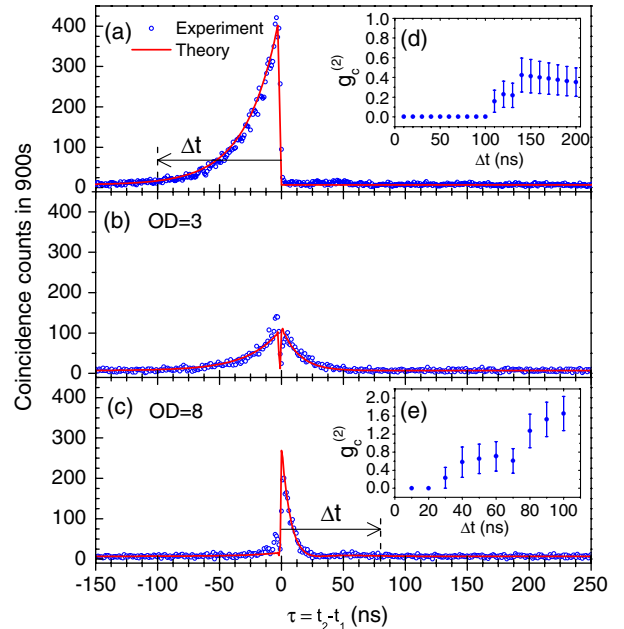 (a)
Experiment
Theory
Δt
400
300
200
100
0
(d)
g_c^(2)
1.0
0.8
0.6
0.4
0.2
0.0
0 50 100 150 200
Δt (ns)
(b) OD=3
400
300
200
100
0
(c) OD=8
Δt
400
300
200
100
0
(e)
g_c^(2)
2.0
1.6
1.2
0.8
0.4
0.0
0 20 40 60 80 100
Δt (ns)
Coincidence counts in 900s
-150 -100 -50 0 50 100 150 200 250
τ = t₂-t₁ (ns)